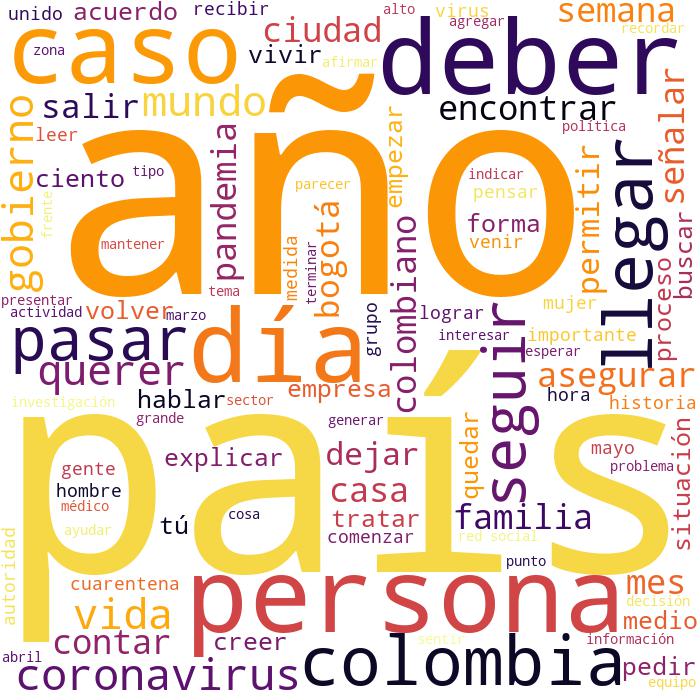 unido
acuerdo
recibir
alto
virus
semana
caso
ciudad
deber
agregar
recordar
zona
vivir
afirmar
gobierno
salir
mundo
encontrar
señalar
leer
año
pandemia
empezar
política
permitir
llegar
ciento
tipo
parecer
indicar
pensar
frente
bogotá
forma
buscar
mantener
medida
terminar
colombiano
venir
proceso
presentar
tema
actividad
volver
marzo
grupo
lograr
mujer
pasar
día
seguir
interesar
importante
esperar
querer
empresa
asegurar
investigación
hablar
sector
hora
historia
grande
generar
país
quedar
situación
explicar
dejar
mayo
gente
problema
hombre
casa
médico
cosa
tratar
familia
tú
ayudar
comenzar
red social
autoridad
punto
cuarentena
persona
mes
vida
decisión
medio
contar
creer
sentir
información
abril
coronavirus
colombia
pedir
equipo